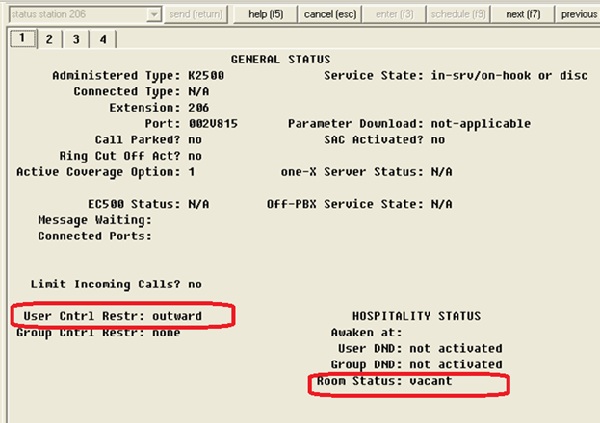 status station 206 send (return) help (f5) cancel (esc) enter (f3) schedule (f9) next (f7) previous
1 2 3 4
GENERAL STATUS
Administered Type: K2500 Service State: in-srv/on-hook or disc
Connected Type: N/A
Extension: 206
Port: 002V815 Parameter Download: not-applicable
Call Parked? no SAC Activated? no
Ring Cut Off Act? no
Active Coverage Option: 1 one-X Server Status: N/A
EC500 Status: N/A Off-PBX Service State: N/A
Message Waiting:
Connected Ports:
Limit Incoming Calls? no
User Cntrl Restr: outward HOSPITALITY STATUS
Group Cntrl Restr: none Awaken at:
User DND: not activated
Group DND: not activated
Room Status: vacant